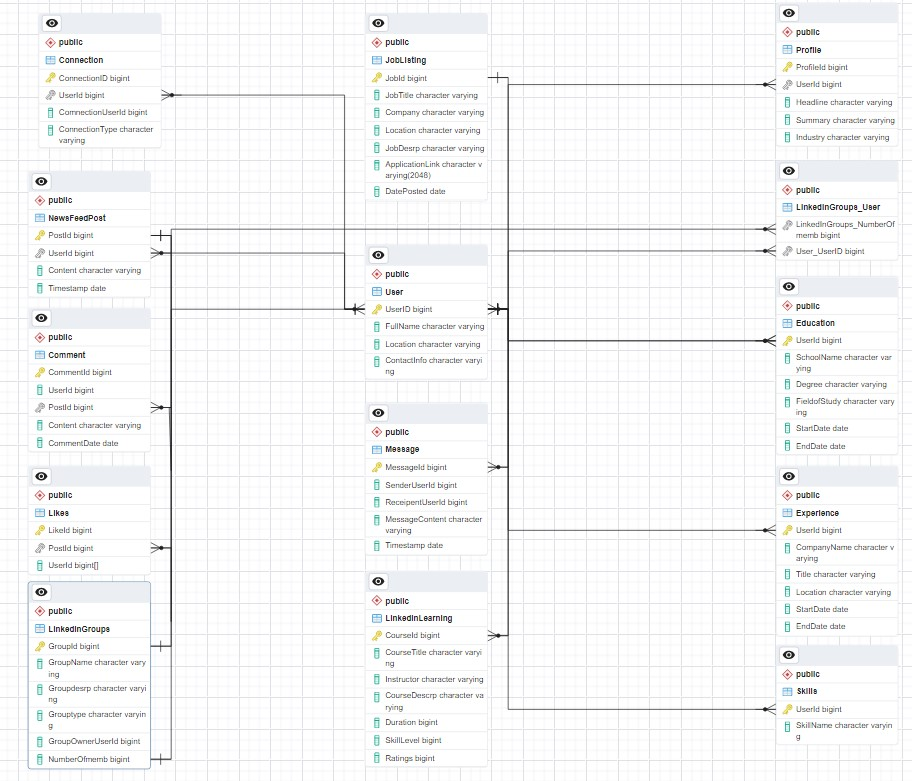 public
Connection
ConnectionID bigint
UserId bigint
ComnectionUserId bigint
ConnectionType character
varying
public
NewsFeedPost
PostId bigint
UserId bigint
Content character varying
Timestamp date
public
Comment
CommentId bigint
UserId bigint
PostId bigint
Content character varying
CommentDate date
public
Likes
LikeId bigint
PostId bigint
UserId bigint[]
public
LinkedInGroups
GroupId bigint
GroupName character vary
ing
Groupdesrp character varyi
ng
Grouptype character varyin
g
GroupOwnerUserId bigint
NumberOfmemb bigint
public
JobListing
JobId bigint
JobTitle character varying
Company character varying
Location character varying
JobDesrp character varying
ApplicationLink character v
arying(2048)
DatePosted date
public
User
UserID bigint
FullName character varying
Location character varying
ContactInfo character varyi
ng
public
Message
MessageId bigint
SenderUserId bigint
ReceipentUserId bigint
MessageContent character
varying
Timestamp date
public
LinkedInLearning
CourseId bigint
CourseTitle character varyi
ng
Instructor character varying
CourseDescrp character va
rying
Duration bigint
SkillLevel bigint
Ratings bigint
public
Profile
ProfileId bigint
UserId bigint
Headline character varying
Summary character varying
Industry character varying
public
LinkedInGroups_User
LinkedInGroups_NumberOf
memb bigint
User_UserID bigint
public
Education
UserId bigint
SchoolName character var
ying
Degree character varying
FieldofStudy character vary
ing
StartDate date
EndDate date
public
Experience
UserId bigint
CompanyName character v
arying
Title character varying
Location character varying
StartDate date
EndDate date
public
Skills
UserId bigint
SkillName character varyin
g